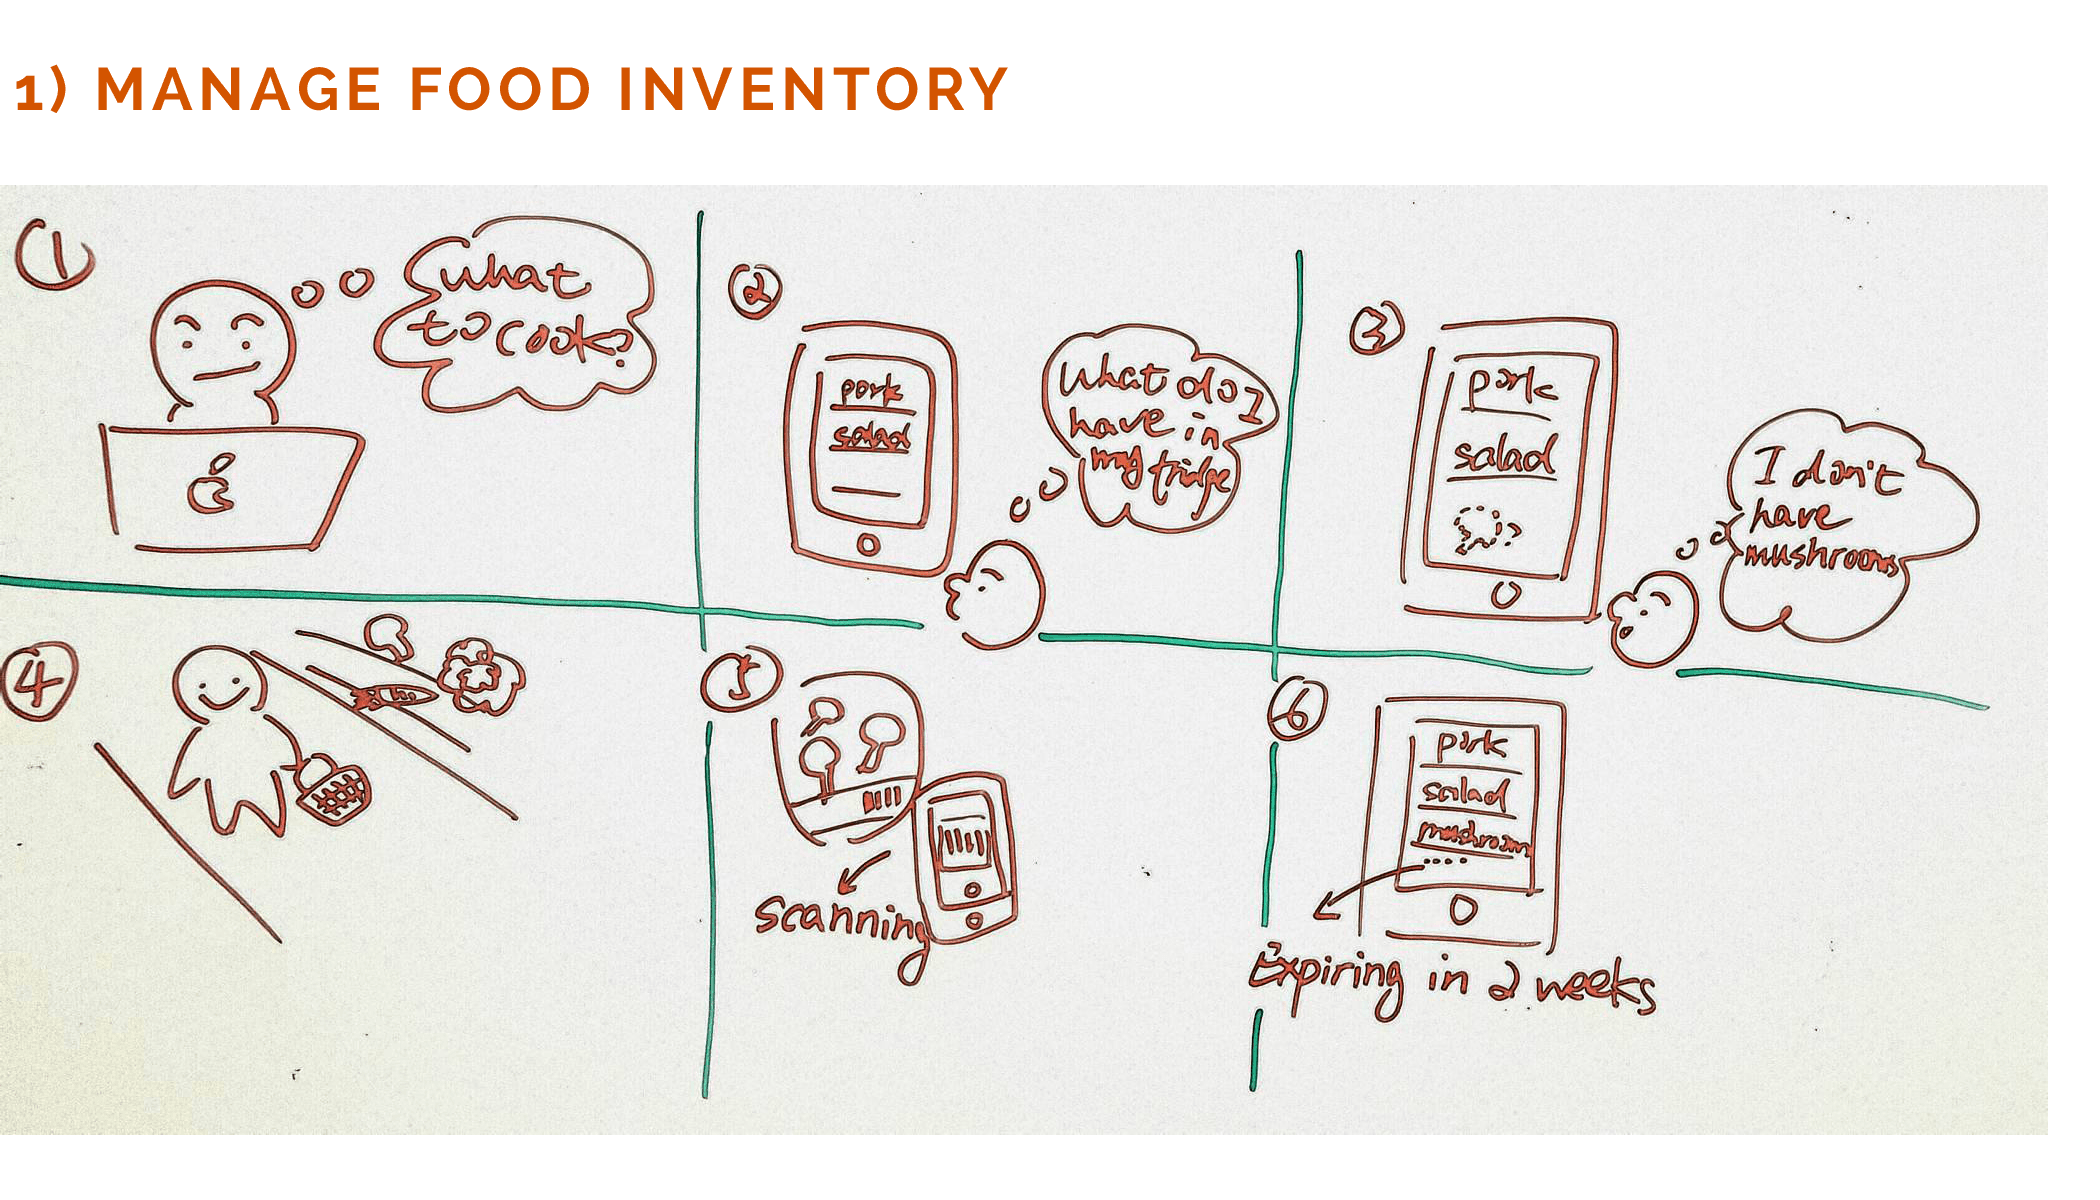 1) MANAGE FOOD INVENTORY
1
what
to cook?
2
pork
salad
What do I
have in
my fridge
3
pork
salad
?
I don't
have
mushrooms
4
5
scanning
6
pork
salad
mushroom
....
Expiring in 2 weeks